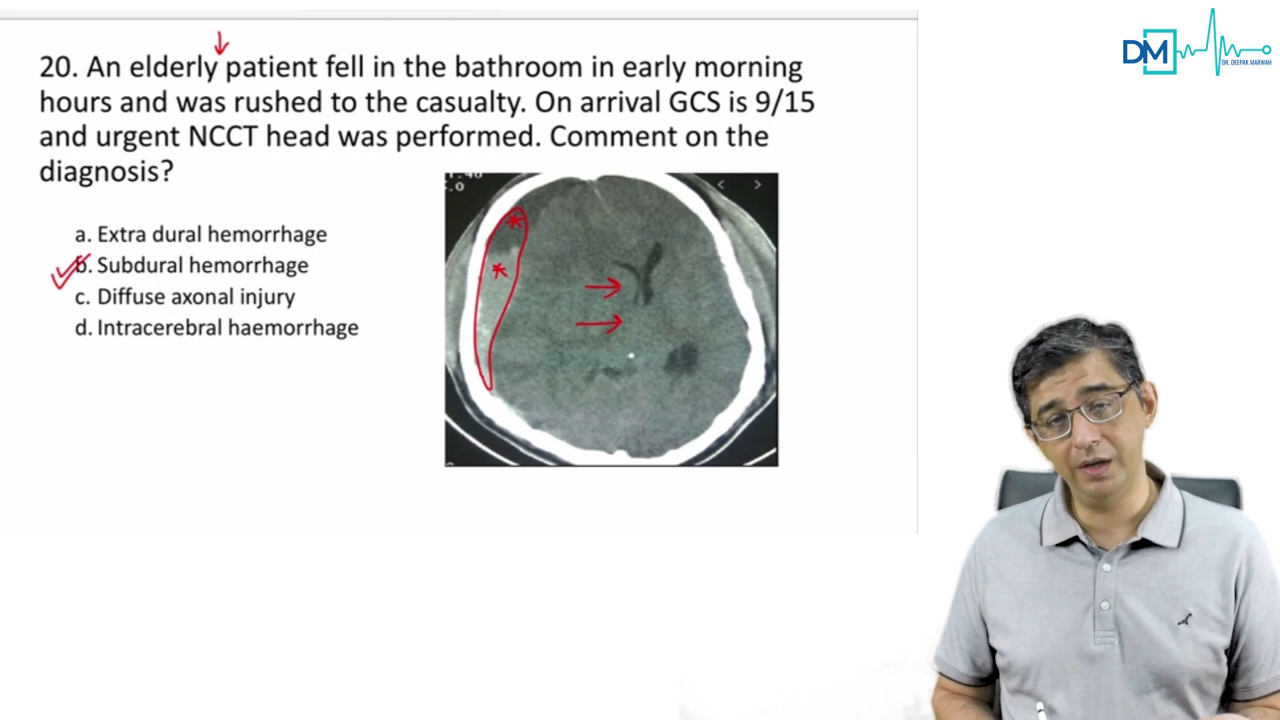 20. An elderly patient fell in the bathroom in early morning
hours and was rushed to the casualty. On arrival GCS is 9/15
and urgent NCCT head was performed. Comment on the
diagnosis?
a. Extra dural hemorrhage
b. Subdural hemorrhage
c. Diffuse axonal injury
d. Intracerebral haemorrhage
DM
DR. DEEPAK MARWAH